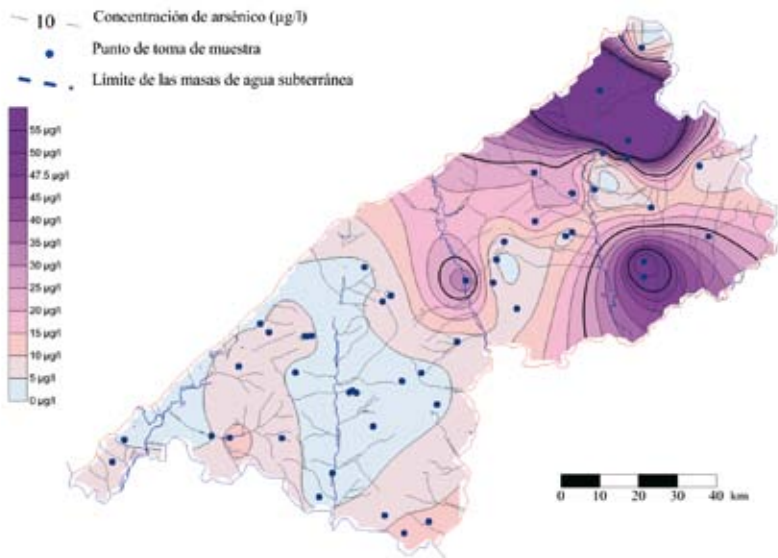 10 Concentración de arsénico (µg/l)
Punto de toma de muestra
Límite de las masas de agua subterránea
55 µg/l
50 µg/l
47.5 µg/l
45 µg/l
40 µg/l
35 µg/l
30 µg/l
25 µg/l
20 µg/l
15 µg/l
10 µg/l
5 µg/l
0 µg/l
0 10 20 30 40 km